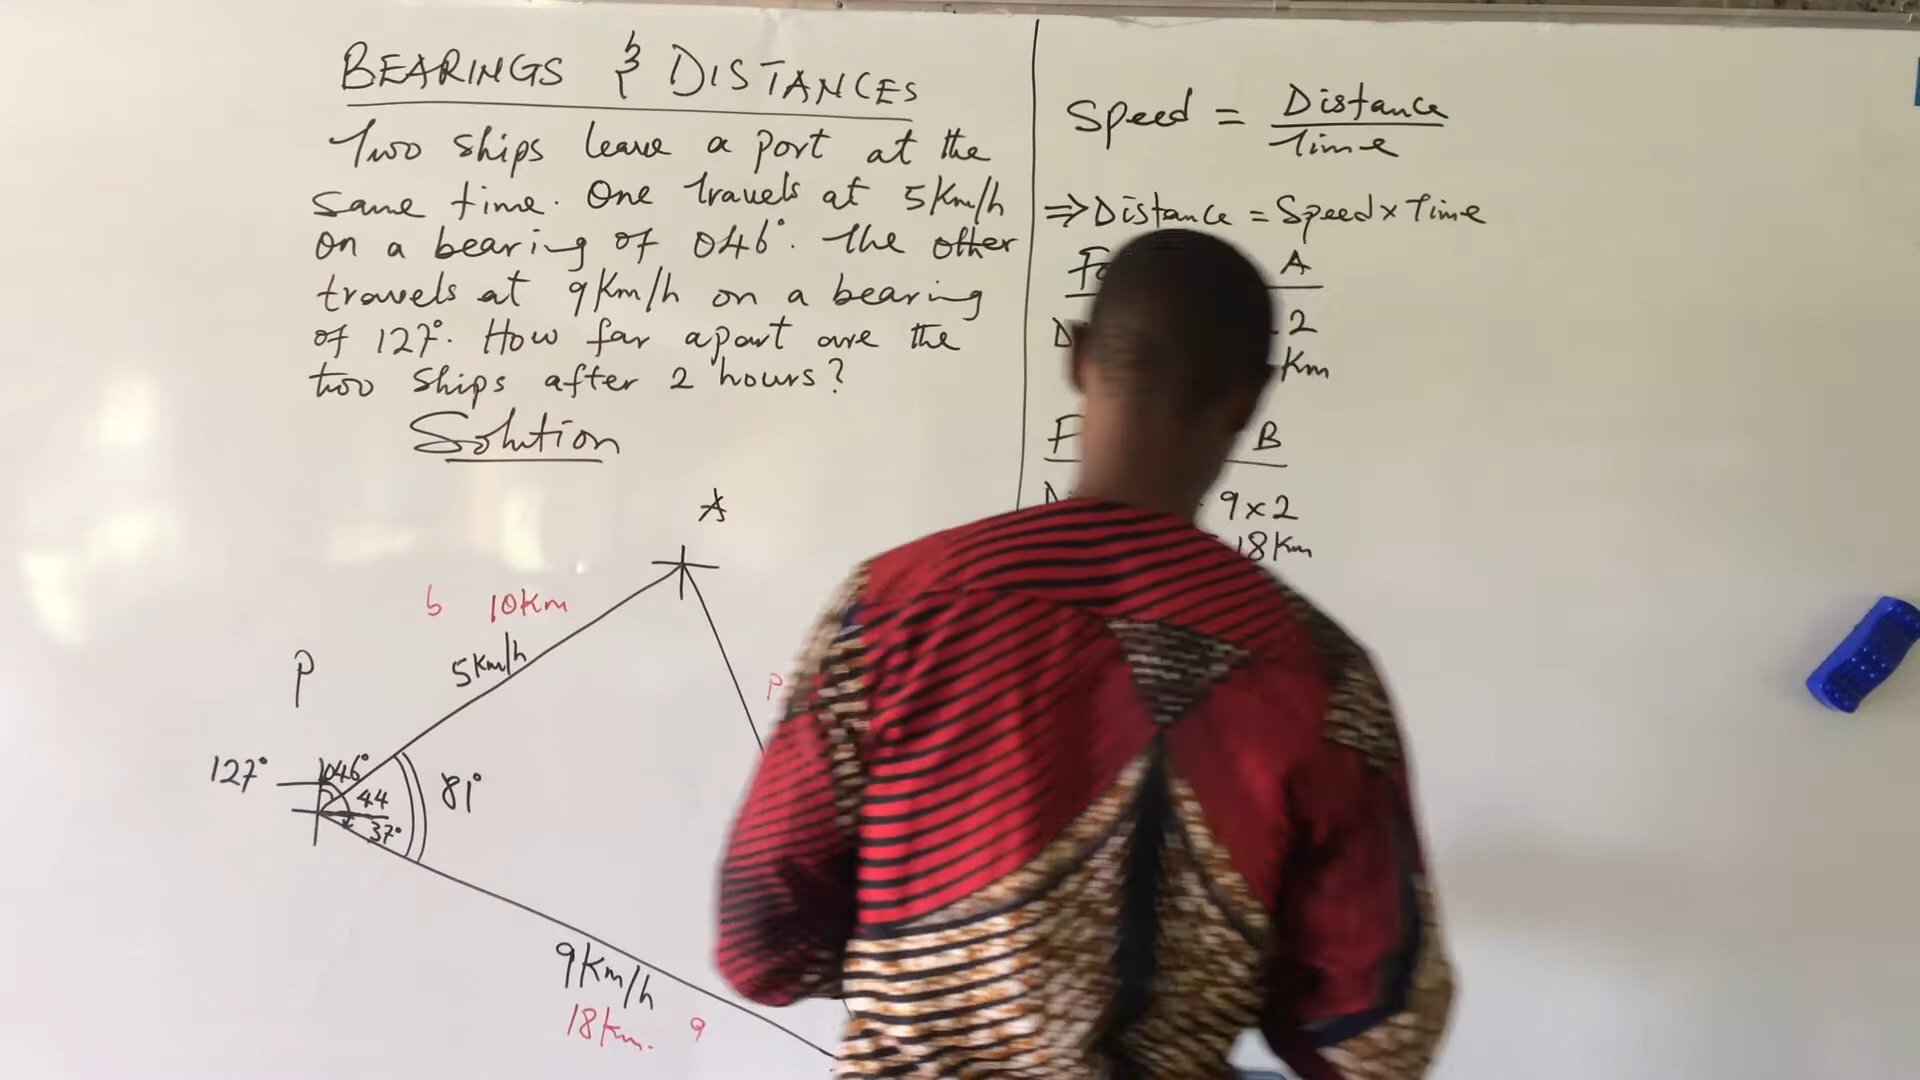 BEARINGS & DISTANCES
Two ships leave a port at the
same time. One travels at 5km/h
on a bearing of 046°. The other
travels at 9km/h on a bearing
of 127°. How far apart are the
two ships after 2 hours?
Solution
A
b 10km
5km/h
P
P
127°
046°
44
37°
81°
9km/h
18km. a
Speed = Distance
Time
⇒ Distance = Speed × Time
A
2
km
B
9 × 2
18km